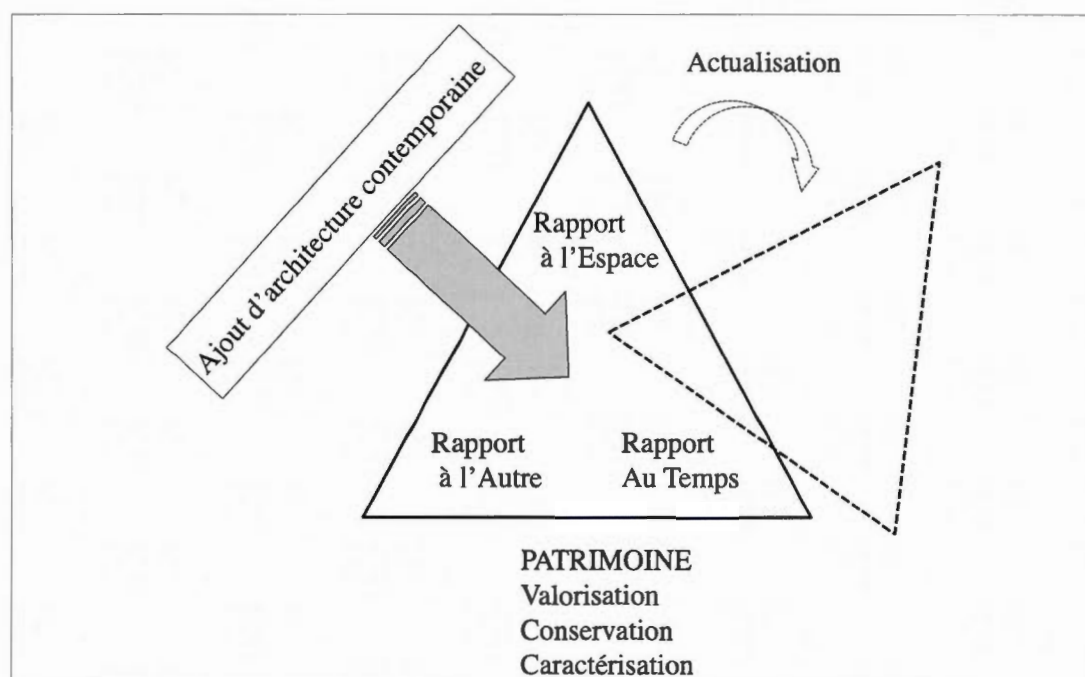 Ajout d'architecture contemporaine
Actualisation
Rapport
à l'Espace
Rapport
à l'Autre
Rapport
Au Temps
PATRIMOINE
Valorisation
Conservation
Caractérisation